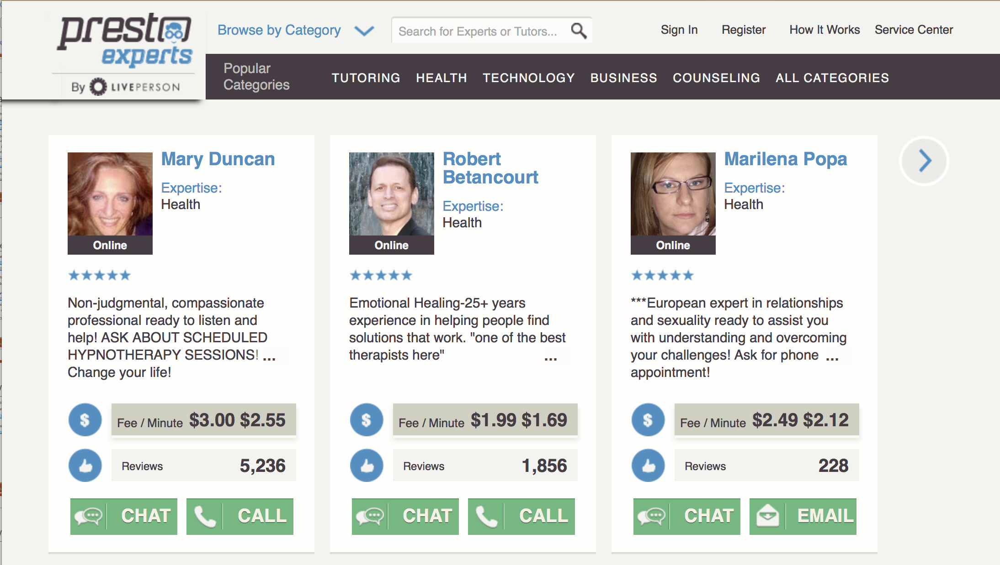 presto
experts
By LIVEPERSON
Browse by Category
Search for Experts or Tutors...
Sign In
Register
How It Works
Service Center
Popular
Categories
TUTORING
HEALTH
TECHNOLOGY
BUSINESS
COUNSELING
ALL CATEGORIES
Mary Duncan
Expertise:
Health
Online
Non-judgmental, compassionate
professional ready to listen and
help! ASK ABOUT SCHEDULED
HYPNOTHERAPY SESSIONS! ...
Change your life!
Fee / Minute $3.00 $2.55
Reviews 5,236
CHAT
CALL
Robert
Betancourt
Expertise:
Health
Online
Emotional Healing-25+ years
experience in helping people find
solutions that work. "one of the best
therapists here" ...
Fee / Minute $1.99 $1.69
Reviews 1,856
CHAT
CALL
Marilena Popa
Expertise:
Health
Online
***European expert in relationships
and sexuality ready to assist you
with understanding and overcoming
your challenges! Ask for phone ...
appointment!
Fee / Minute $2.49 $2.12
Reviews 228
CHAT
EMAIL